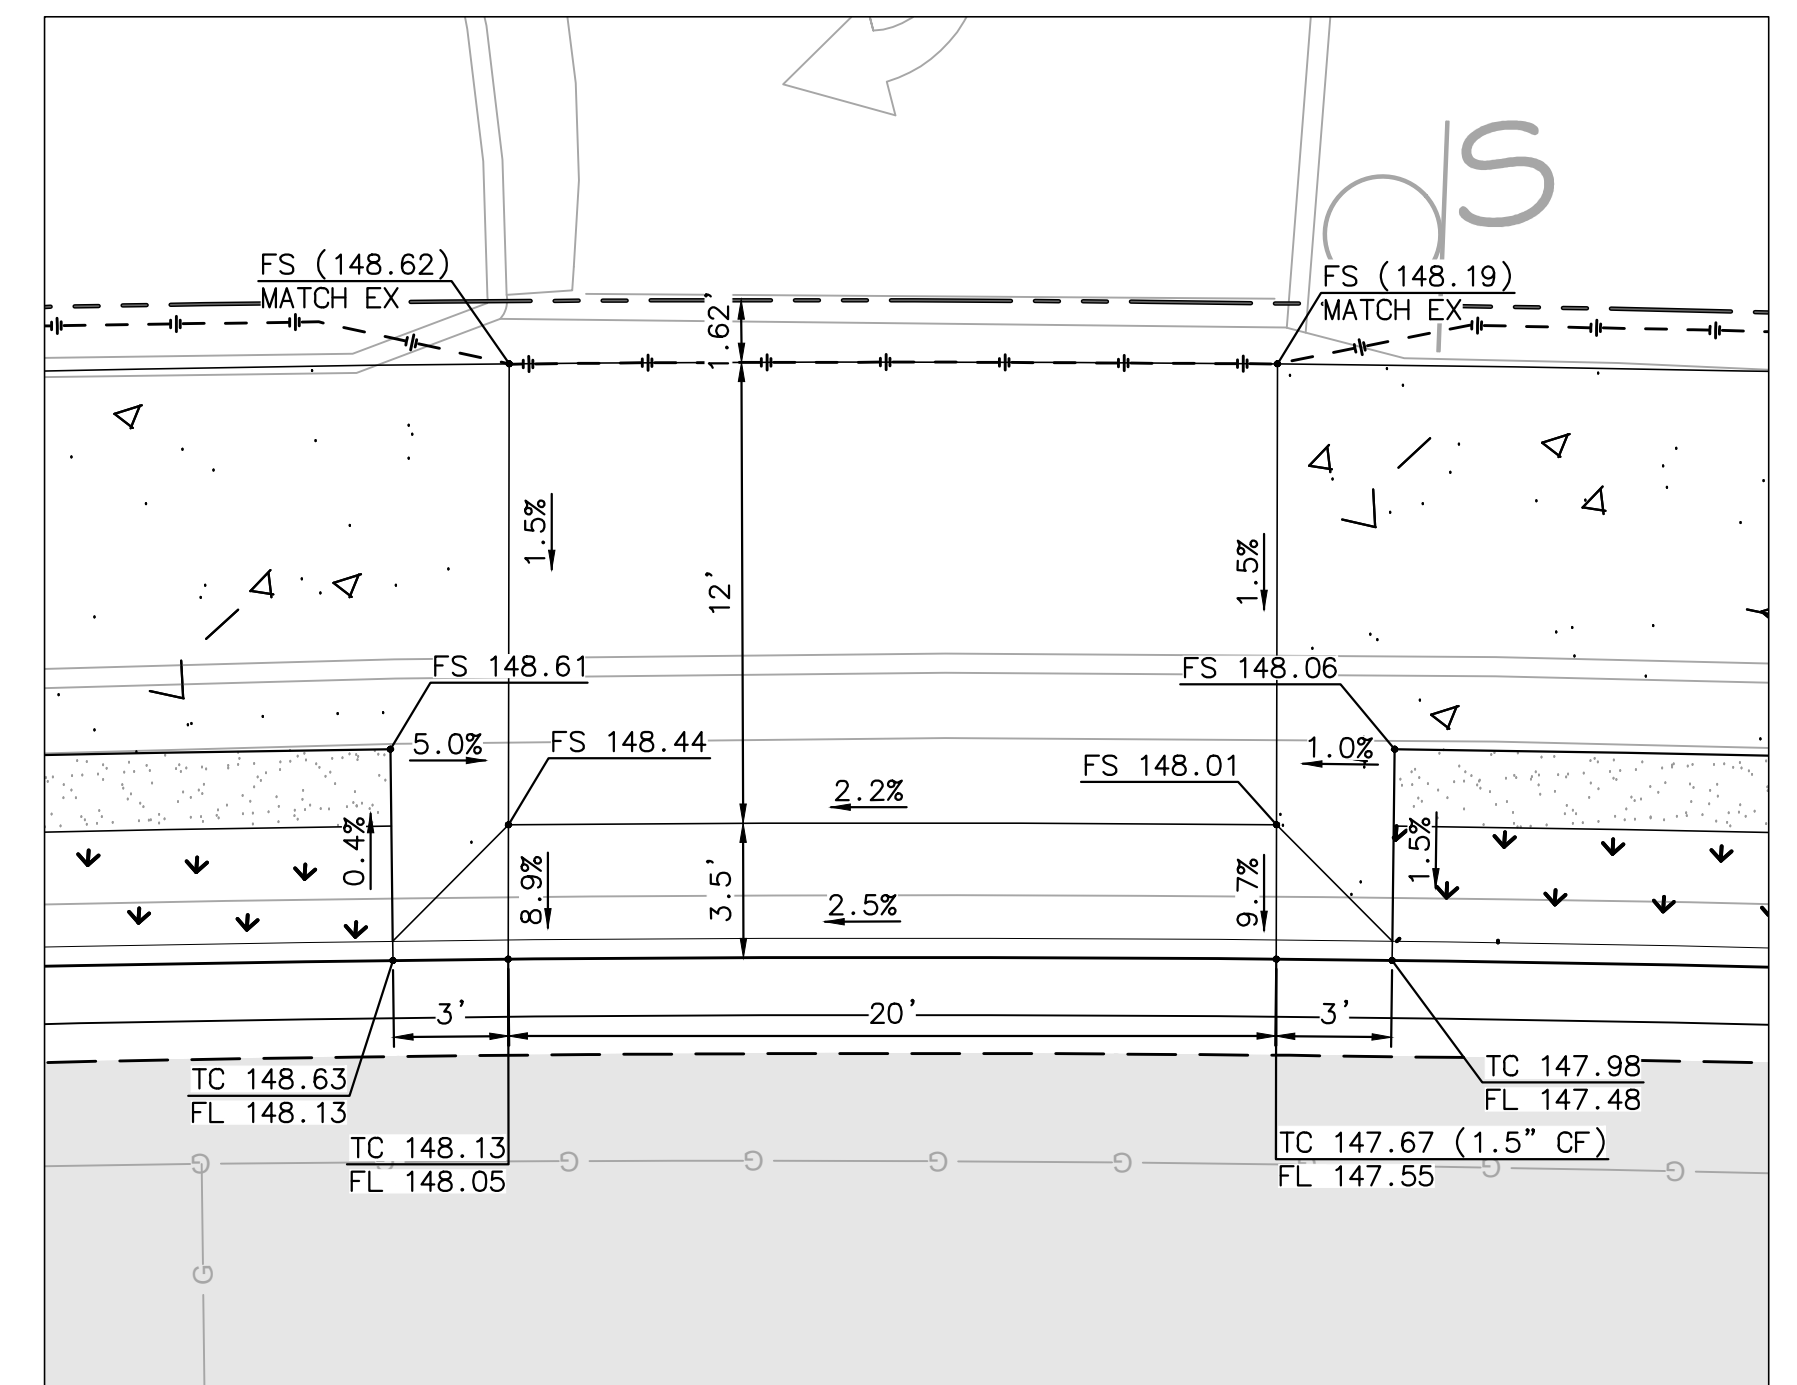 dS
FS (148.62)
MATCH EX
FS (148.19)
MATCH EX
1.62'
1.5%
12'
1.5%
FS 148.61
FS 148.06
5.0%
FS 148.44
FS 148.01
1.0%
2.2%
0.4%
8.9%
3.5'
2.5%
9.7%
1.5%
3'
20'
3'
TC 148.63
FL 148.13
TC 147.98
FL 147.48
TC 148.13
FL 148.05
TC 147.67 (1.5" CF)
FL 147.55
G
G
G
G
G
G
G
G